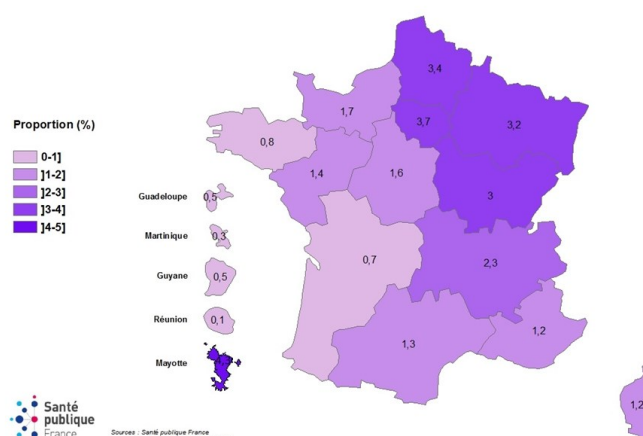 3,4
3,7
3,2
1,7
0,8
1,4
1,6
3
0,7
2,3
1,3
1,2
1,2
Proportion (%)
0-1]
]1-2]
]2-3]
]3-4]
]4-5]
Guadeloupe
0,5
Martinique
0,3
Guyane
0,5
Réunion
0,1
Mayotte
Santé
publique
France
Sources : Santé publique France